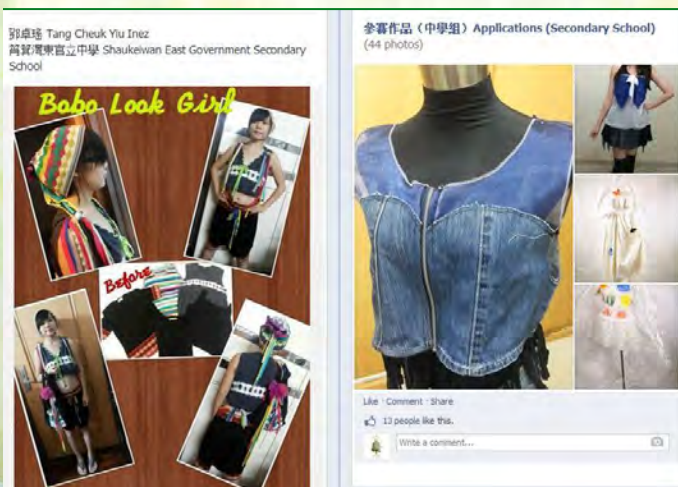 鄧卓瑤 Tang Cheuk Yiu Inez
筲箕灣東官立中學 Shaukeiwan East Government Secondary
School
Bobo Look Girl
Before
參賽作品（中學組）Applications (Secondary School)
(44 photos)
Like · Comment · Share
13 people like this.
Write a comment...